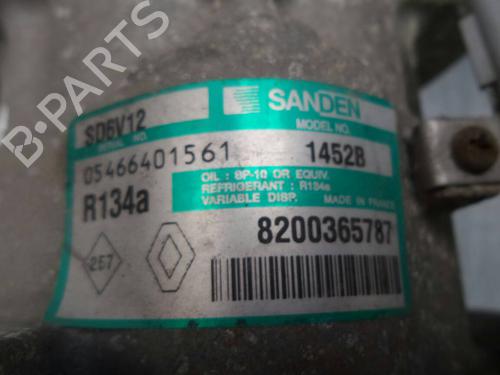 SANDEN
SD6V12
SERIAL NO.
MODEL NO.
05466401561
1452B
R134a
OIL : SP-10 OR EQUIV.
REFRIGERANT : R134a
VARIABLE DISP. MADE IN FRANCE
8200365787
2E7
B-PARTS